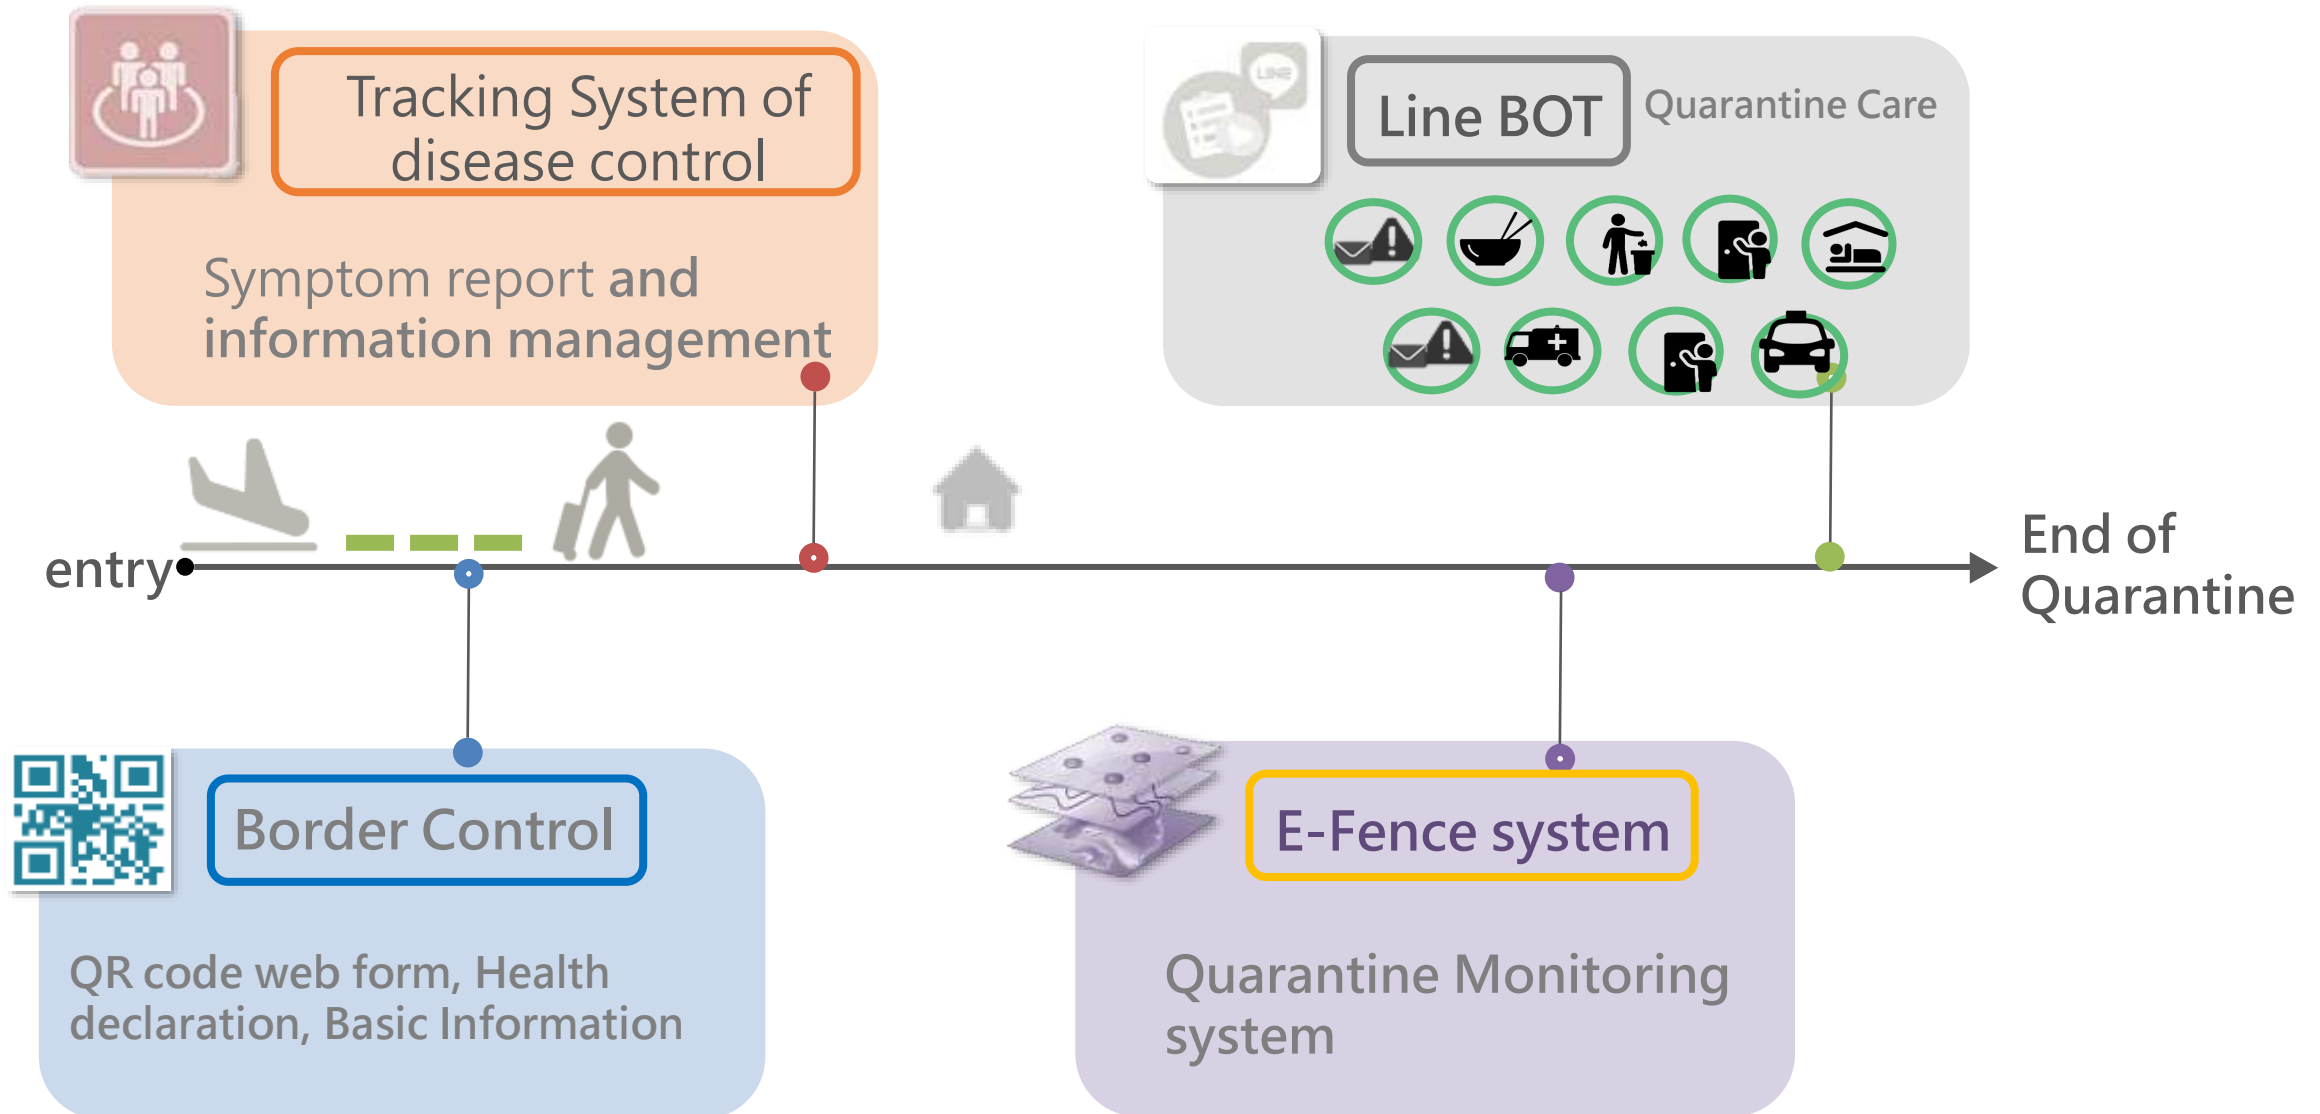 Tracking System of
disease control
Symptom report and
information management
LINE
Line BOT
Quarantine Care
entry
End of
Quarantine
Border Control
QR code web form, Health
declaration, Basic Information
E-Fence system
Quarantine Monitoring
system